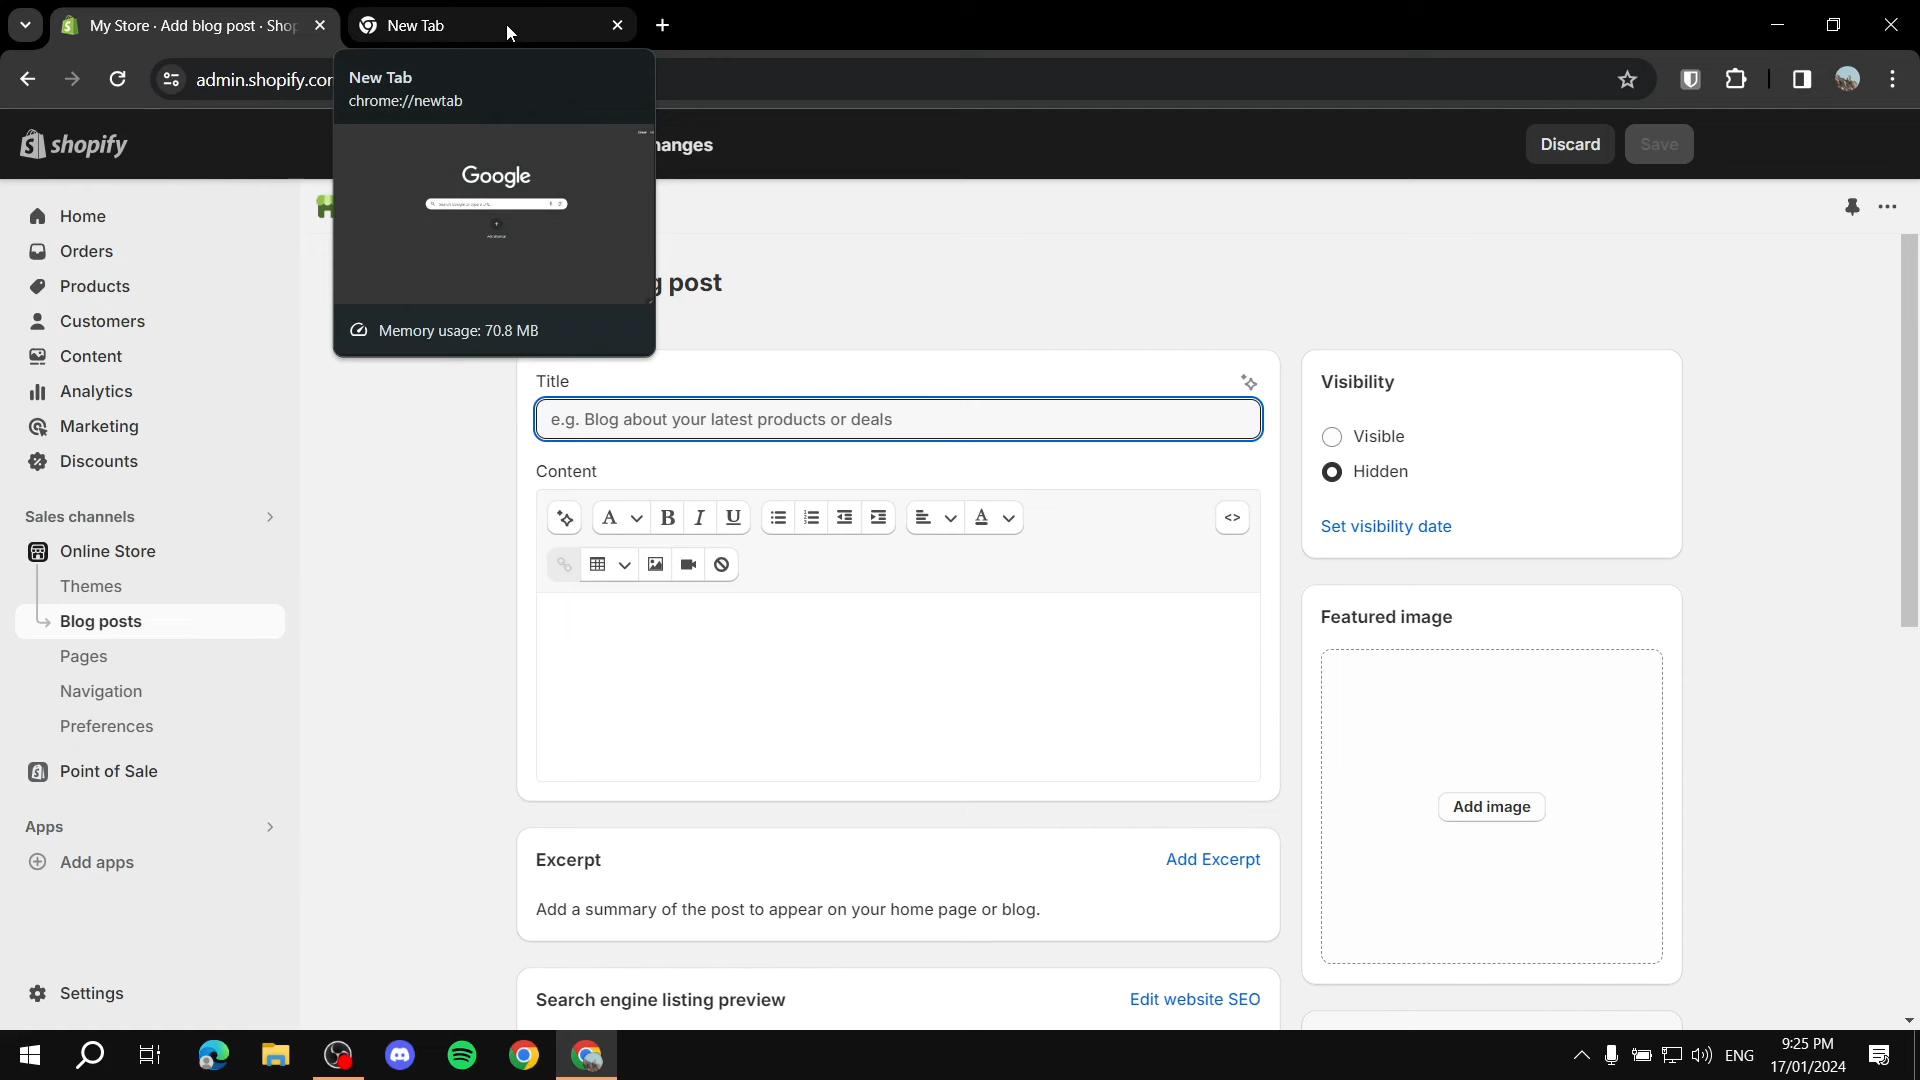 My Store · Add blog post · Shop
New Tab
admin.shopify.cor
New Tab
chrome://newtab
Google
Memory usage: 70.8 MB
shopify
hanges
Discard
Save
Home
Orders
Products
Customers
Content
Analytics
Marketing
Discounts
Sales channels
Online Store
Themes
Blog posts
Pages
Navigation
Preferences
Point of Sale
Apps
Add apps
Settings
g post
Title
e.g. Blog about your latest products or deals
Content
A
B
I
U
A
<>
Excerpt
Add Excerpt
Add a summary of the post to appear on your home page or blog.
Search engine listing preview
Edit website SEO
Visibility
Visible
Hidden
Set visibility date
Featured image
Add image
ENG
9:25 PM
17/01/2024